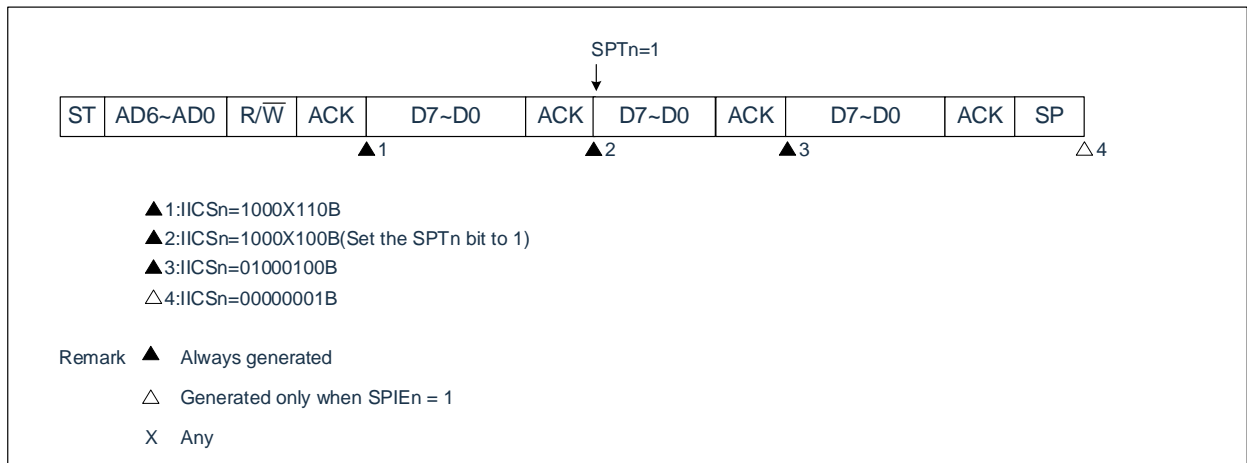 SPTn=1
ST AD6~AD0 R/W ACK D7~D0 ACK D7~D0 ACK D7~D0 ACK SP
▲1 ▲2 ▲3 △4
▲1:IICSn=1000X110B
▲2:IICSn=1000X100B(Set the SPTn bit to 1)
▲3:IICSn=01000100B
△4:IICSn=00000001B
Remark ▲ Always generated
△ Generated only when SPIEn = 1
X Any